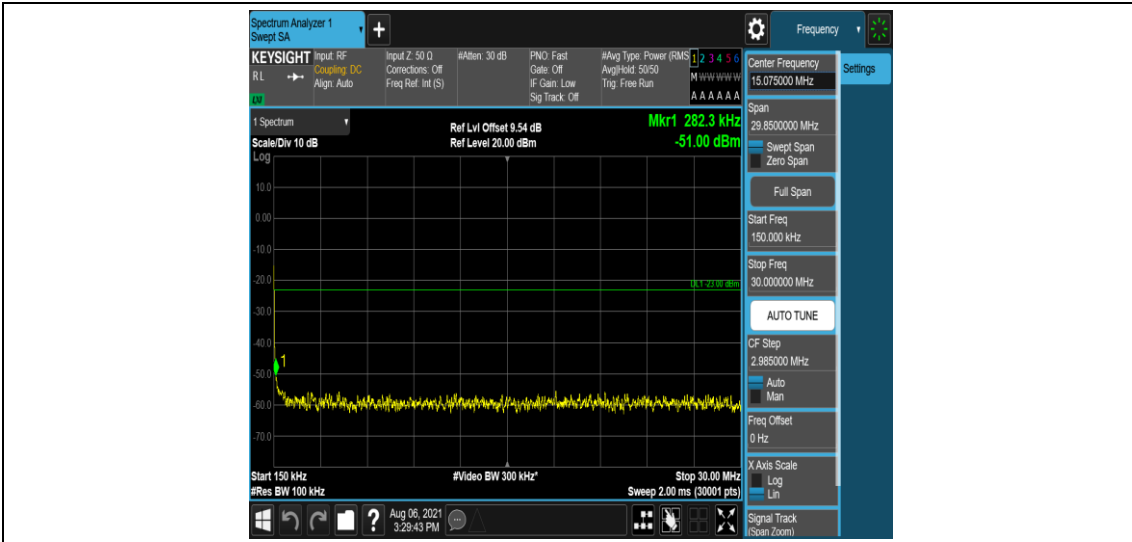 Spectrum Analyzer 1
Swept SA
+
Frequency
KEYSIGHT
RL
LXI
Input: RF
Coupling: DC
Align: Auto
Input Z: 50 Ω
Corrections: Off
Freq Ref: Int (S)
#Atten: 30 dB
PNO: Fast
Gate: Off
IF Gain: Low
Sig Track: Off
#Avg Type: Power (RMS
Avg|Hold: 50/50
Trig: Free Run
1 2 3 4 5 6
M W W W W W
A A A A A A
1 Spectrum
Scale/Div 10 dB
Log
Ref Lvl Offset 9.54 dB
Ref Level 20.00 dBm
Mkr1 282.3 kHz
-51.00 dBm
10.0
0.00
-10.0
-20.0
DL1 -23.00 dBm
-30.0
-40.0
1
-50.0
-60.0
-70.0
Start 150 kHz
#Video BW 300 kHz*
Stop 30.00 MHz
#Res BW 100 kHz
Sweep 2.00 ms (30001 pts)
?
Aug 06, 2021
3:29:43 PM
Center Frequency
15.075000 MHz
Settings
Span
29.8500000 MHz
Swept Span
Zero Span
Full Span
Start Freq
150.000 kHz
Stop Freq
30.000000 MHz
AUTO TUNE
CF Step
2.985000 MHz
Auto
Man
Freq Offset
0 Hz
X Axis Scale
Log
Lin
Signal Track
(Span Zoom)